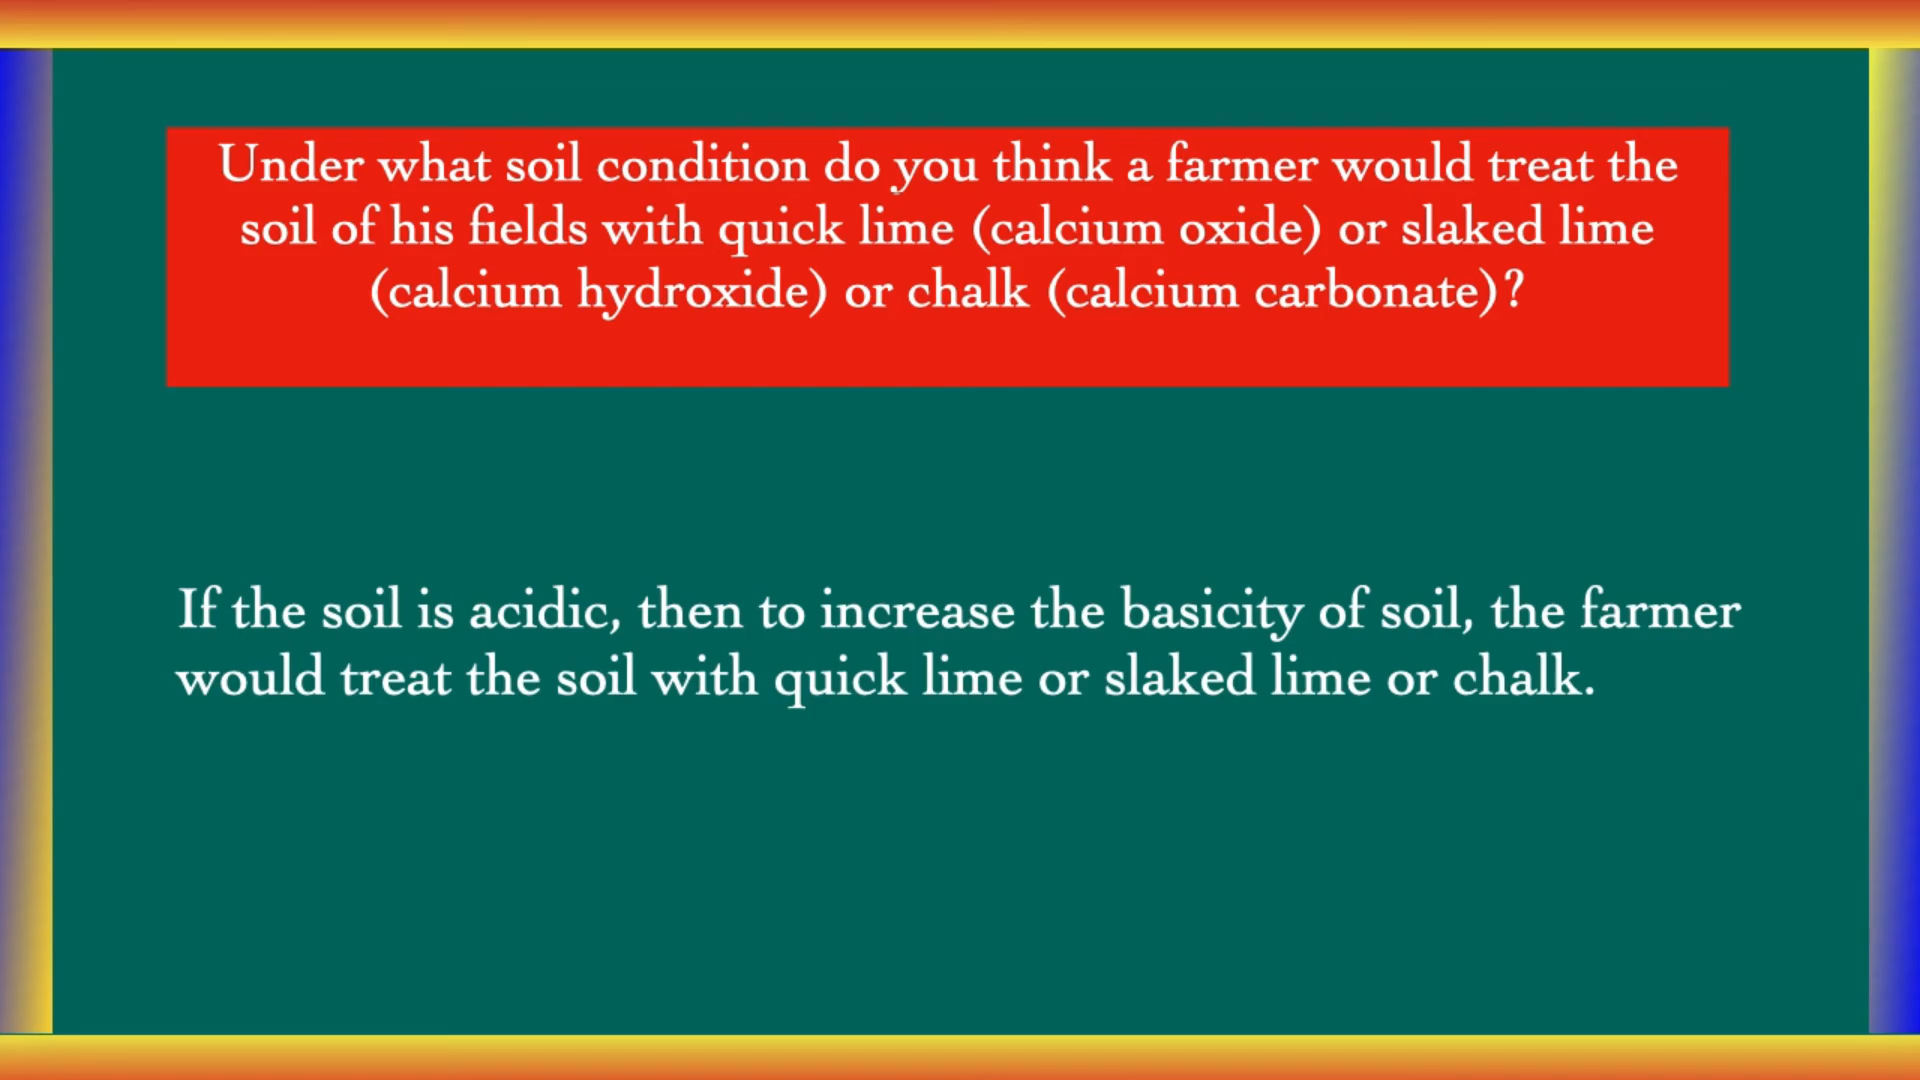 Under what soil condition do you think a farmer would treat the
soil of his fields with quick lime (calcium oxide) or slaked lime
(calcium hydroxide) or chalk (calcium carbonate)?
If the soil is acidic, then to increase the basicity of soil, the farmer
would treat the soil with quick lime or slaked lime or chalk.